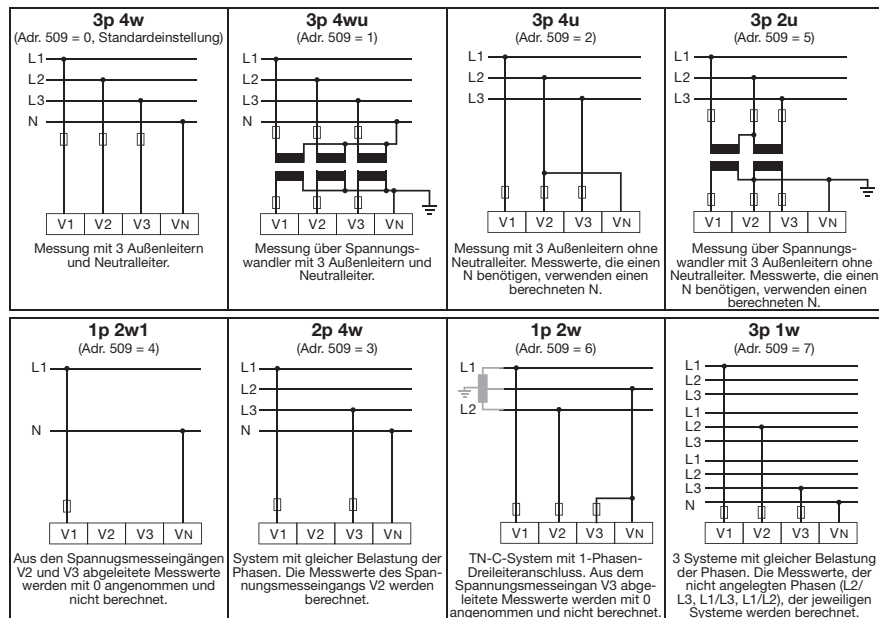 3p 4w
(Adr. 509 = 0, Standardeinstellung)
L1
L2
L3
N
V1 V2 V3 VN
Messung mit 3 Außenleitern
und Neutralleiter.
3p 4wu
(Adr. 509 = 1)
L1
L2
L3
N
V1 V2 V3 VN
Messung über Spannungs-
wandler mit 3 Außenleitern und
Neutralleiter.
3p 4u
(Adr. 509 = 2)
L1
L2
L3
V1 V2 V3 VN
Messung mit 3 Außenleitern ohne
Neutralleiter. Messwerte, die einen
N benötigen, verwenden einen
berechneten N.
3p 2u
(Adr. 509 = 5)
L1
L2
L3
V1 V2 V3 VN
Messung über Spannungs-
wandler mit 3 Außenleitern ohne
Neutralleiter. Messwerte, die einen
N benötigen, verwenden einen
berechneten N.
1p 2w1
(Adr. 509 = 4)
L1
N
V1 V2 V3 VN
Aus den Spannugsmesseingängen
V2 und V3 abgeleitete Messwerte
werden mit 0 angenommen und
nicht berechnet.
2p 4w
(Adr. 509 = 3)
L1
L2
L3
N
V1 V2 V3 VN
System mit gleicher Belastung der
Phasen. Die Messwerte des Span-
nungsmesseingangs V2 werden
berechnet.
1p 2w
(Adr. 509 = 6)
L1
L2
V1 V2 V3 VN
TN-C-System mit 1-Phasen-
Dreileiteranschluss. Aus dem
Spannungsmesseingan V3 abge-
leitete Messwerte werden mit 0
angenommen und nicht berechnet.
3p 1w
(Adr. 509 = 7)
L1
L2
L3
L1
L2
L3
L1
L2
L3
N
V1 V2 V3 VN
3 Systeme mit gleicher Belastung
der Phasen. Die Messwerte, der
nicht angelegten Phasen (L2/
L3, L1/L3, L1/L2), der jeweiligen
Systeme werden berechnet.